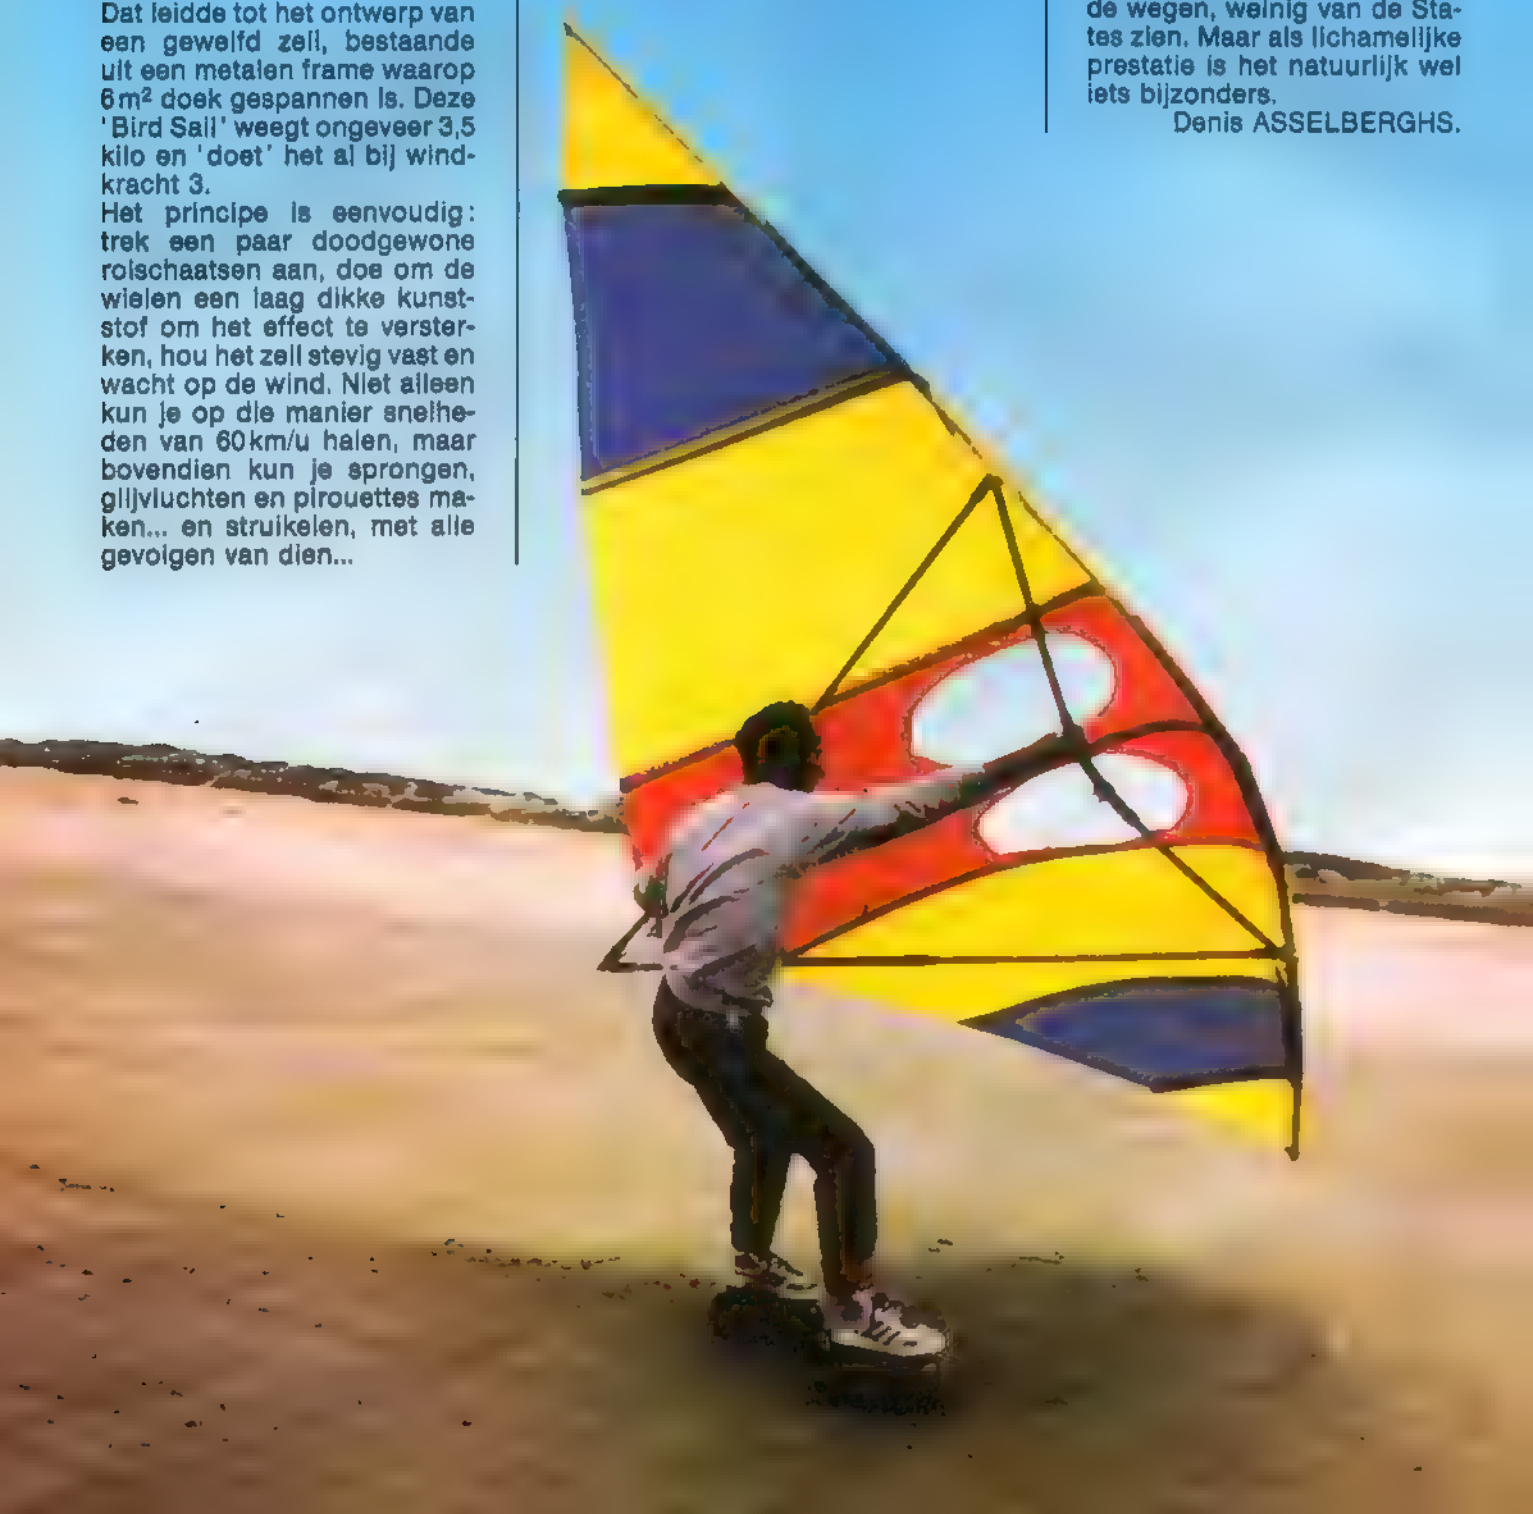 Dat leidde tot het ontwerp van
een gewelfd zeil, bestaande
uit een metalen frame waarop
6 m² doek gespannen is. Deze
'Bird Sail' weegt ongeveer 3,5
kilo en 'doet' het al bij wind-
kracht 3.
Het principe is eenvoudig:
trek een paar doodgewone
rolschaatsen aan, doe om de
wielen een laag dikke kunst-
stof om het effect te verster-
ken, hou het zeil stevig vast en
wacht op de wind. Niet alleen
kun je op die manier snelhe-
den van 60 km/u halen, maar
bovendien kun je sprongen,
glijvluchten en pirouettes ma-
ken... en struikelen, met alle
gevolgen van dien...
de wegen, weinig van de Sta-
tes zien. Maar als lichamelijke
prestatie is het natuurlijk wel
iets bijzonders.
Denis ASSELBERGHS.